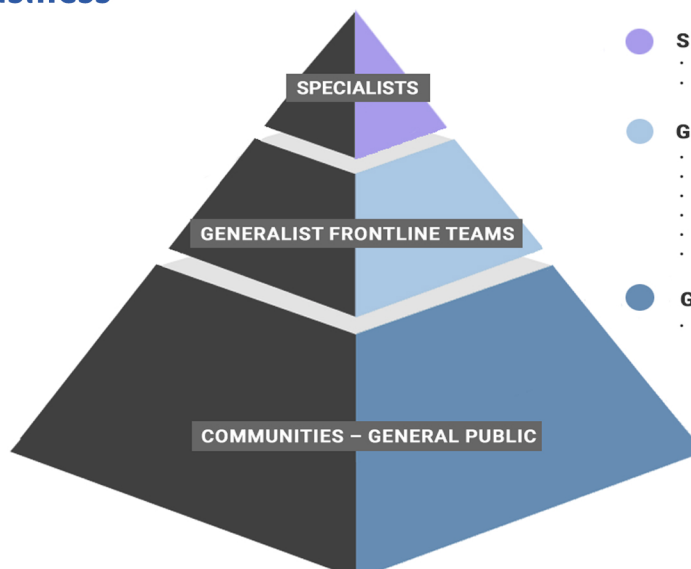 SPECIALISTS
GENERALIST FRONTLINE TEAMS
COMMUNITIES – GENERAL PUBLIC